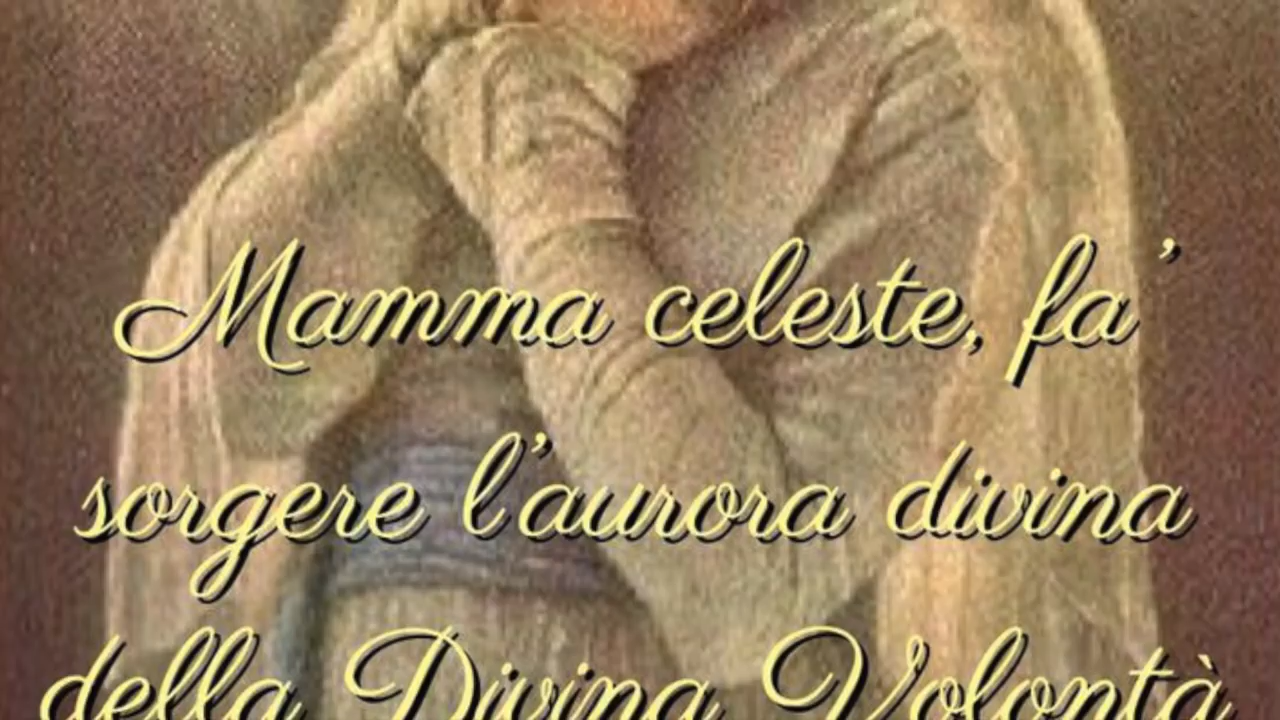 Mamma celeste, fa'
sorgere l'aurora divina
della Divina Volontà